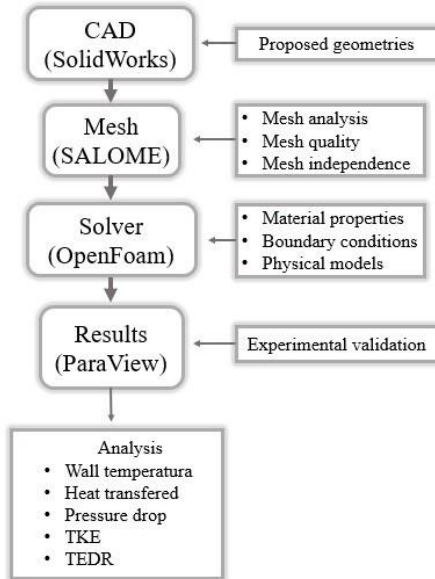 CAD
(SolidWorks)
Proposed geometries
Mesh
(SALOME)
• Mesh analysis
• Mesh quality
• Mesh independence
Solver
(OpenFoam)
• Material properties
• Boundary conditions
• Physical models
Results
(ParaView)
Experimental validation
Analysis
• Wall temperatura
• Heat transfered
• Pressure drop
• TKE
• TEDR